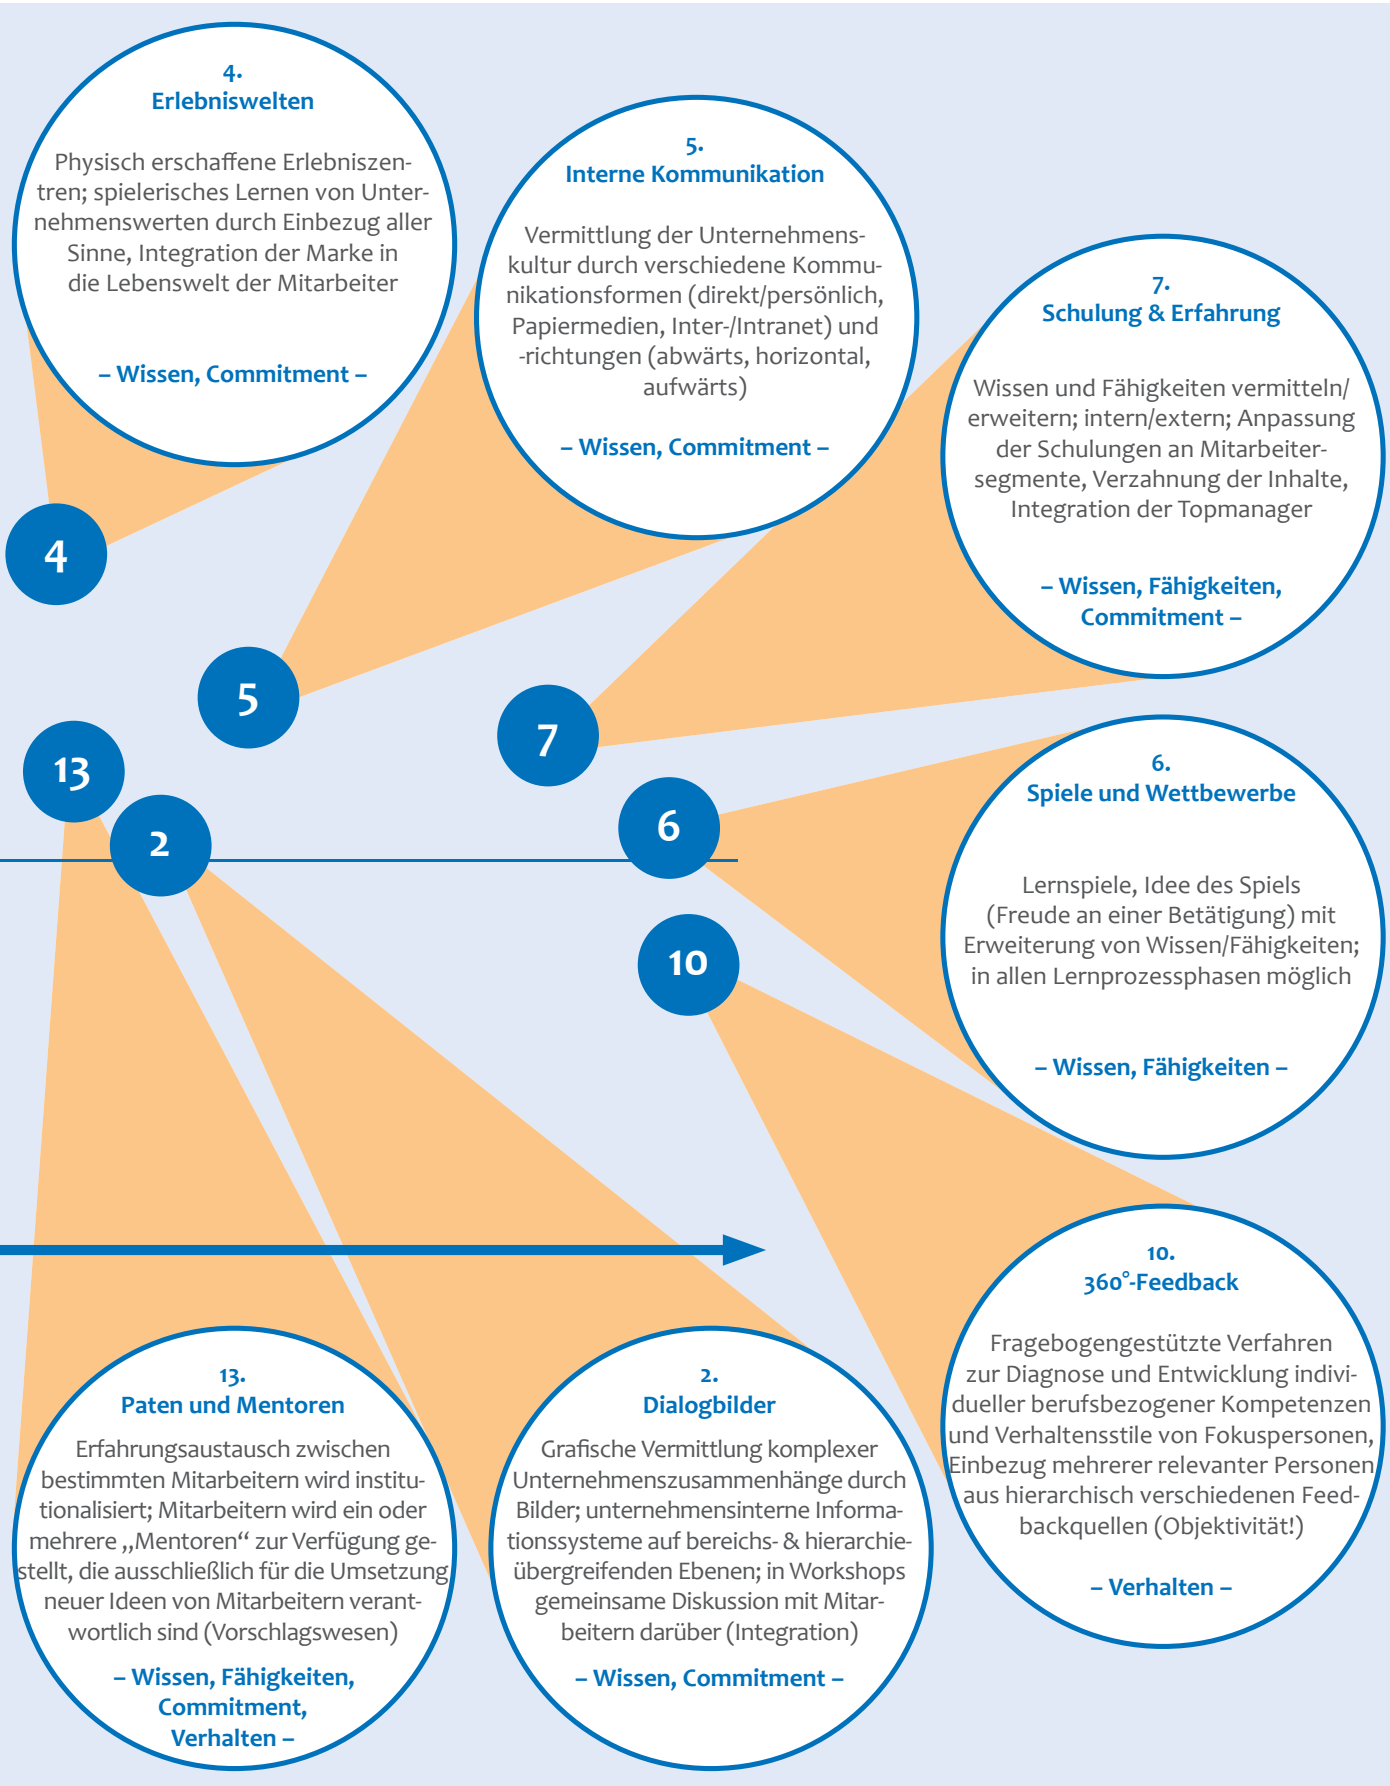 4.
Erlebniswelten
Physisch erschaffene Erlebniszen-
tren; spielerisches Lernen von Unter-
nehmenswerten durch Einbezug aller
Sinne, Integration der Marke in
die Lebenswelt der Mitarbeiter
– Wissen, Commitment –
5.
Interne Kommunikation
Vermittlung der Unternehmens-
kultur durch verschiedene Kommu-
nikationsformen (direkt/persönlich,
Papiermedien, Inter-/Intranet) und
-richtungen (abwärts, horizontal,
aufwärts)
– Wissen, Commitment –
7.
Schulung & Erfahrung
Wissen und Fähigkeiten vermitteln/
erweitern; intern/extern; Anpassung
der Schulungen an Mitarbeiter-
segmente, Verzahnung der Inhalte,
Integration der Topmanager
– Wissen, Fähigkeiten,
Commitment –
4
5
7
13
2
6
10
6.
Spiele und Wettbewerbe
Lernspiele, Idee des Spiels
(Freude an einer Betätigung) mit
Erweiterung von Wissen/Fähigkeiten;
in allen Lernprozessphasen möglich
– Wissen, Fähigkeiten –
10.
360°-Feedback
Fragebogengestützte Verfahren
zur Diagnose und Entwicklung indivi-
dueller berufsbezogener Kompetenzen
und Verhaltensstile von Fokuspersonen,
Einbezug mehrerer relevanter Personen
aus hierarchisch verschiedenen Feed-
backquellen (Objektivität!)
– Verhalten –
13.
Paten und Mentoren
Erfahrungsaustausch zwischen
bestimmten Mitarbeitern wird institu-
tionalisiert; Mitarbeitern wird ein oder
mehrere „Mentoren“ zur Verfügung ge-
stellt, die ausschließlich für die Umsetzung
neuer Ideen von Mitarbeitern verant-
wortlich sind (Vorschlagswesen)
– Wissen, Fähigkeiten,
Commitment,
Verhalten –
2.
Dialogbilder
Grafische Vermittlung komplexer
Unternehmenszusammenhänge durch
Bilder; unternehmensinterne Informa-
tionssysteme auf bereichs- & hierarchie-
übergreifenden Ebenen; in Workshops
gemeinsame Diskussion mit Mitar-
beitern darüber (Integration)
– Wissen, Commitment –